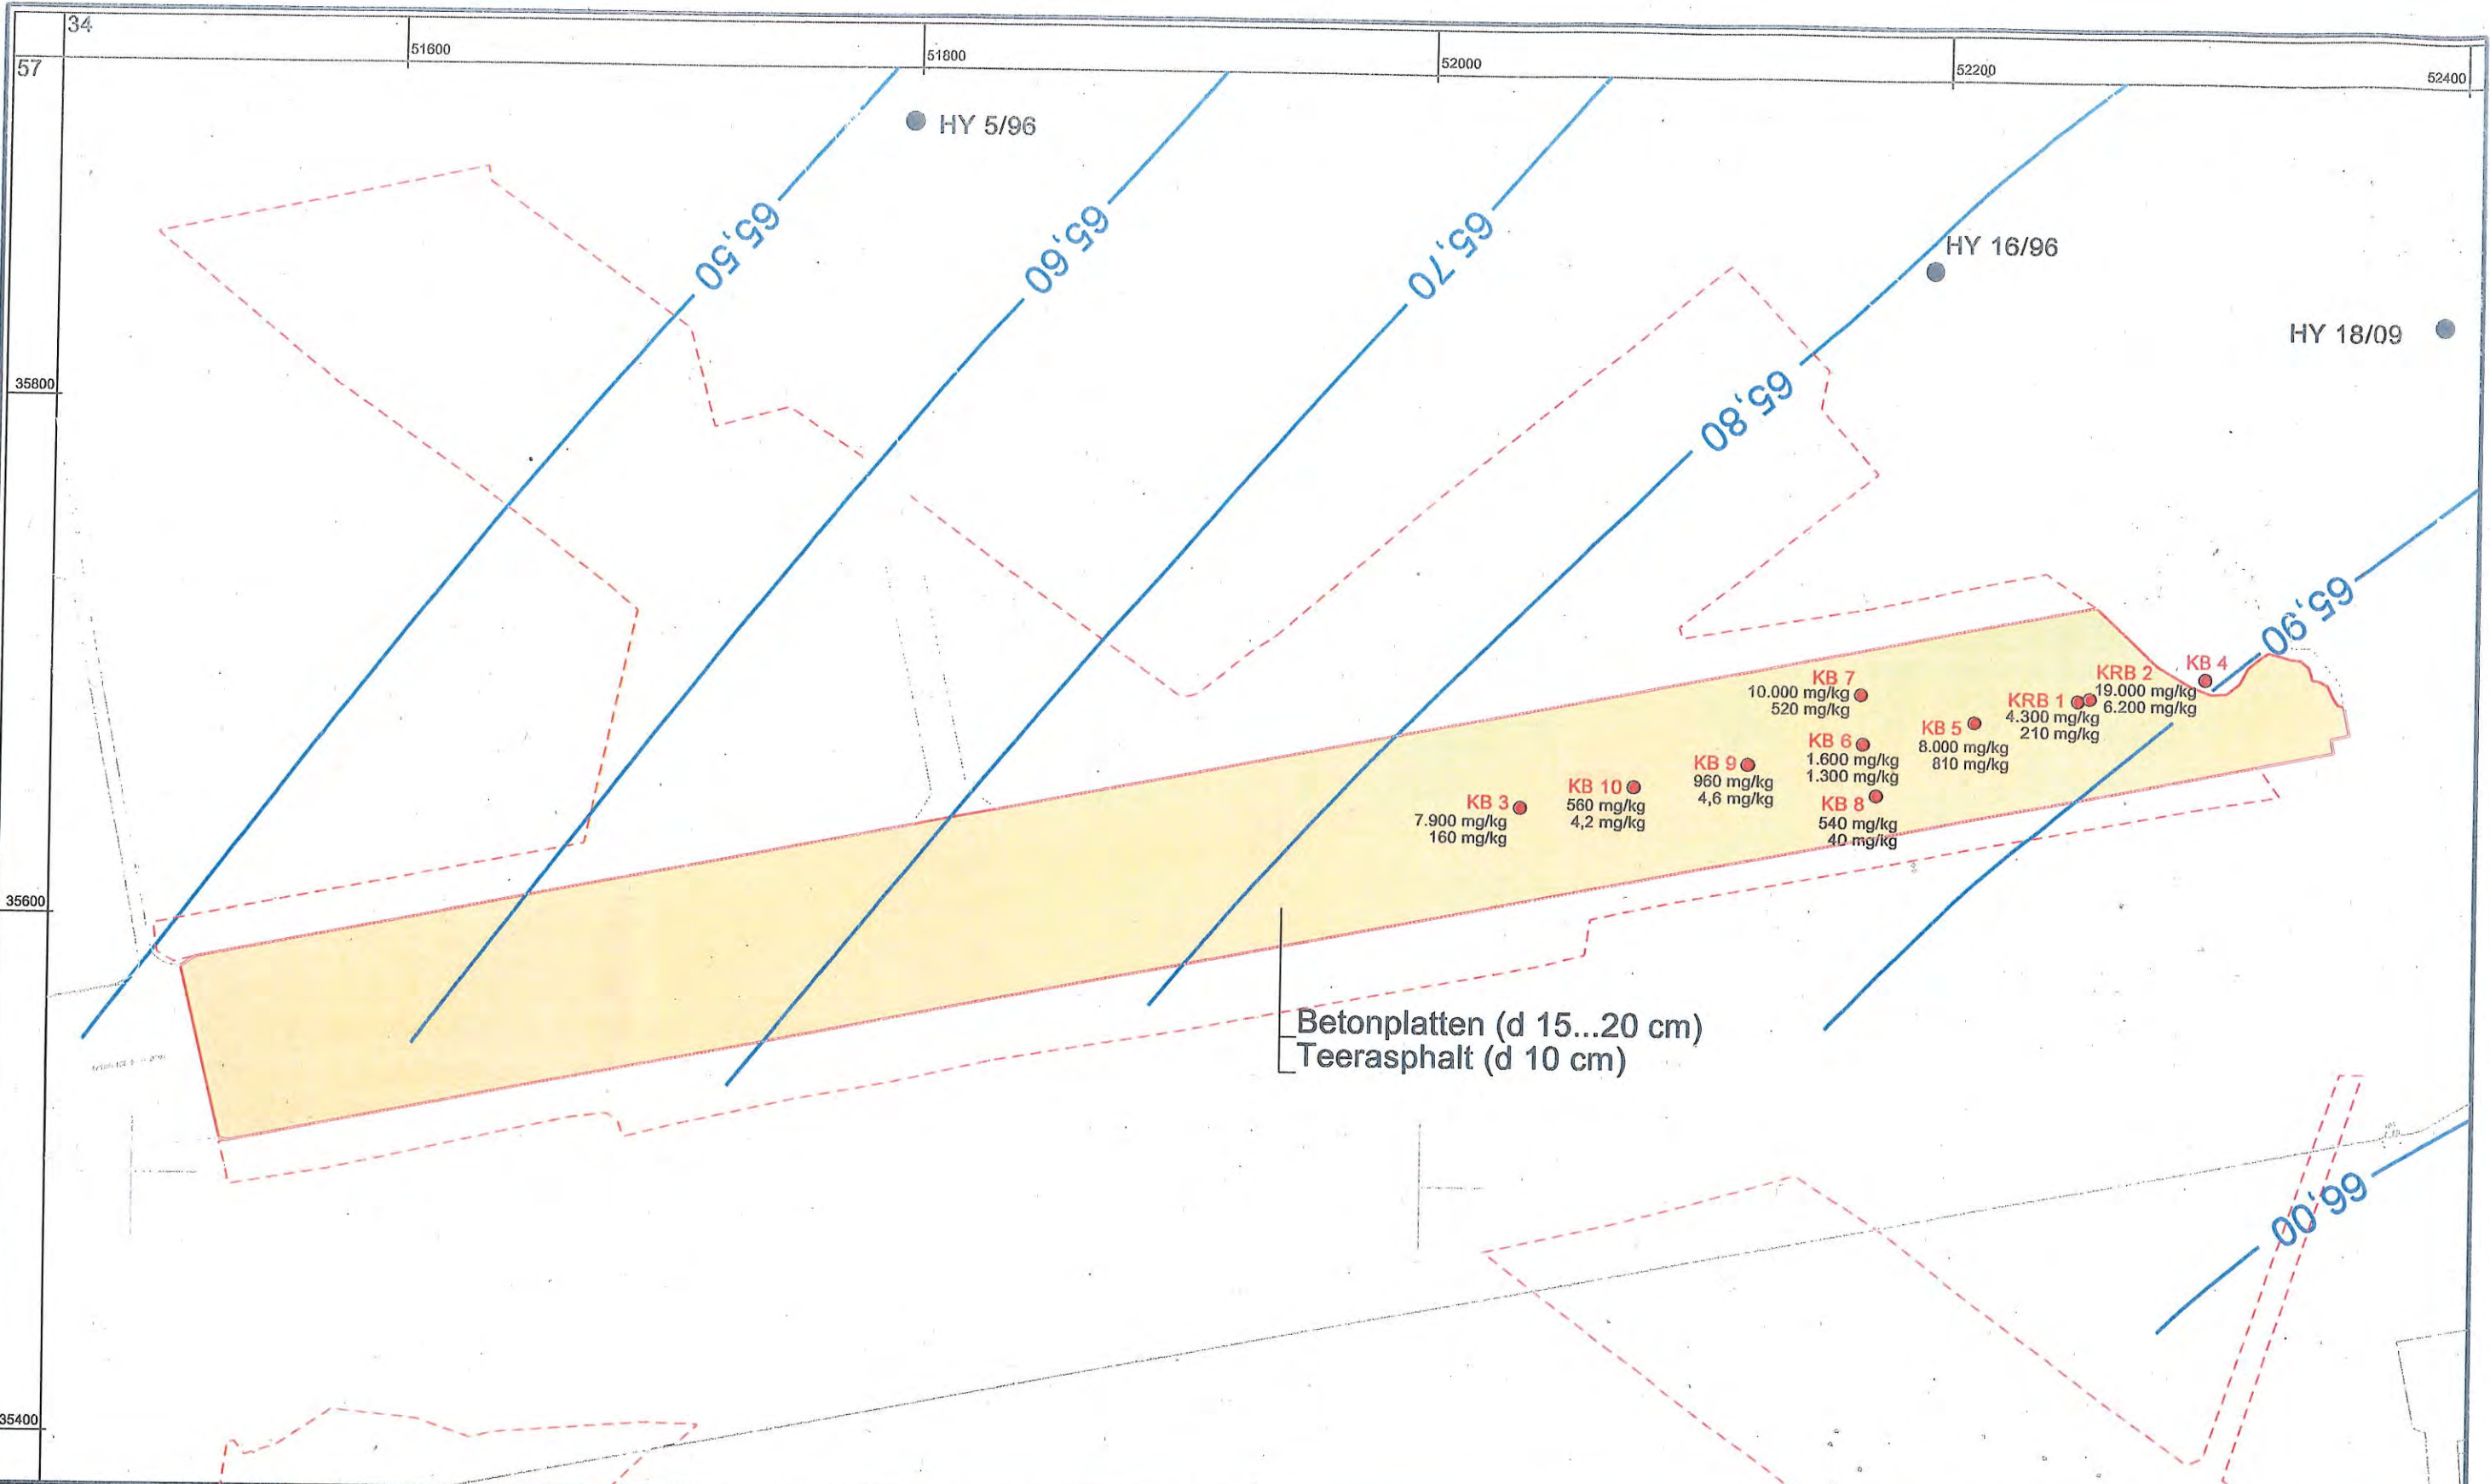 34
51600
51800
52000
52200
52400
57
HY 5/96
65,50
65,60
65,70
HY 16/96
HY 18/09
35800
65,80
65,90
KB 7
10.000 mg/kg
520 mg/kg
KRB 2
19.000 mg/kg
6.200 mg/kg
KB 4
KRB 1
4.300 mg/kg
210 mg/kg
KB 5
8.000 mg/kg
810 mg/kg
KB 6
1.600 mg/kg
1.300 mg/kg
KB 9
960 mg/kg
4,6 mg/kg
KB 10
560 mg/kg
4,2 mg/kg
KB 3
7.900 mg/kg
160 mg/kg
KB 8
540 mg/kg
40 mg/kg
35600
Betonplatten (d 15...20 cm)
Teerasphalt (d 10 cm)
66,00
35400